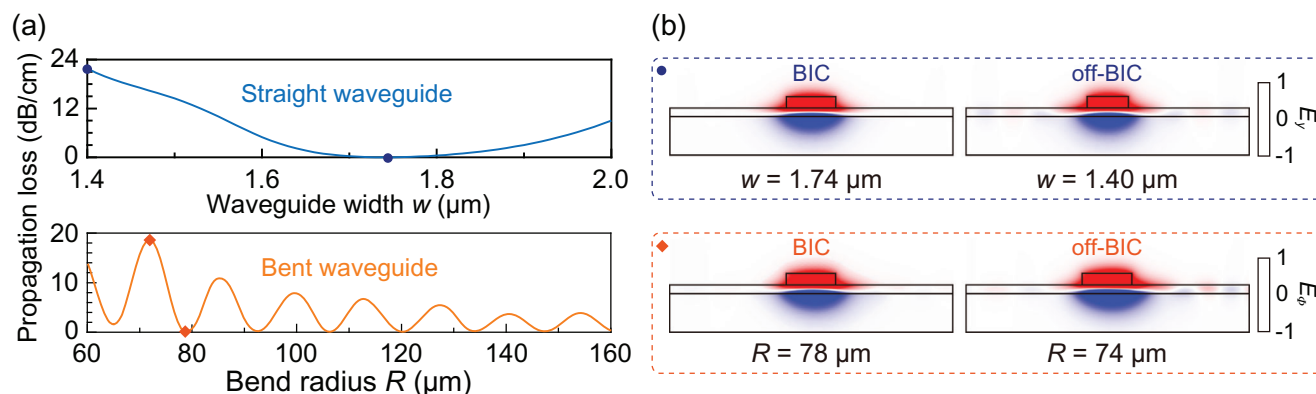 (a)
Propagation loss (dB/cm)
24
12
0
Straight waveguide
1.4
1.6
1.8
2.0
Waveguide width w (μm)
20
10
0
Bent waveguide
60
80
100
120
140
160
Bend radius R (μm)
(b)
BIC
off-BIC
1
0
-1
Ey
w = 1.74 μm
w = 1.40 μm
BIC
off-BIC
1
0
-1
EΦ
R = 78 μm
R = 74 μm